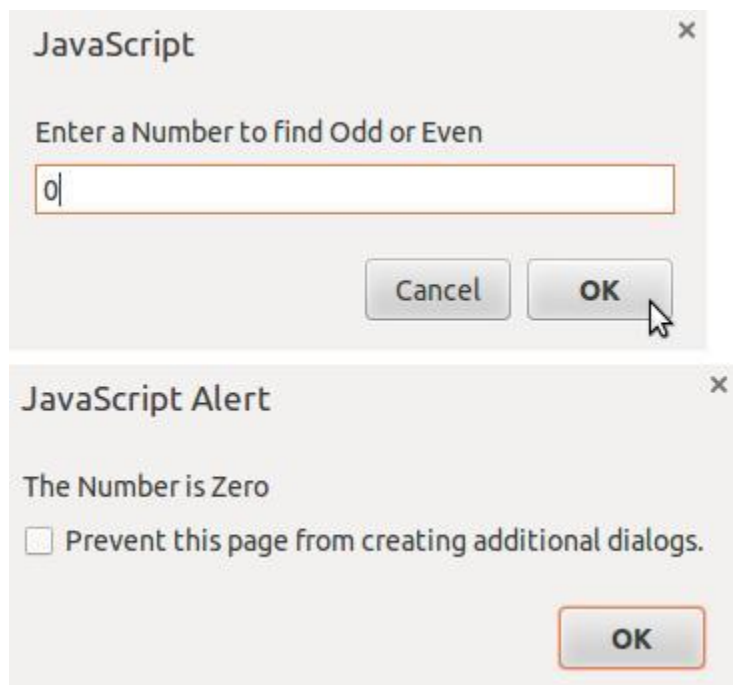 JavaScript
Enter a Number to find Odd or Even
0
Cancel OK
JavaScript Alert
The Number is Zero
Prevent this page from creating additional dialogs.
OK